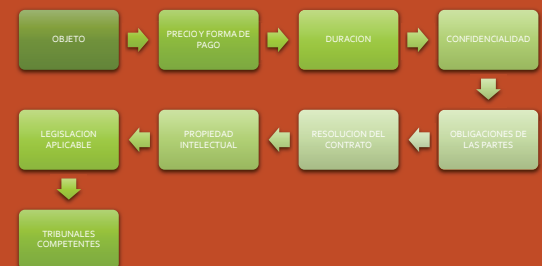 OBJETO
PRECIO Y FORMA DE
PAGO
DURACION
CONFIDENCIALIDAD
OBLIGACIONES DE
LAS PARTES
RESOLUCION DEL
CONTRATO
PROPIEDAD
INTELECTUAL
LEGISLACION
APLICABLE
TRIBUNALES
COMPETENTES